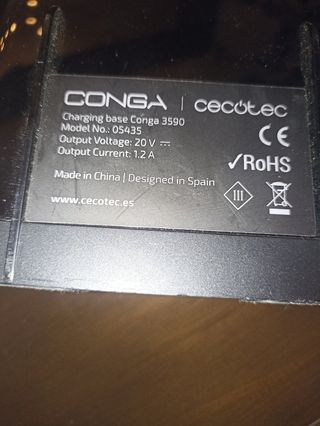 CONGA | cecotec
Charging base Conga 3590
Model No.: 05435
Output Voltage: 20 V ⎓
Output Current: 1.2 A
CE
✓RoHS
Made in China | Designed in Spain
III
www.cecotec.es